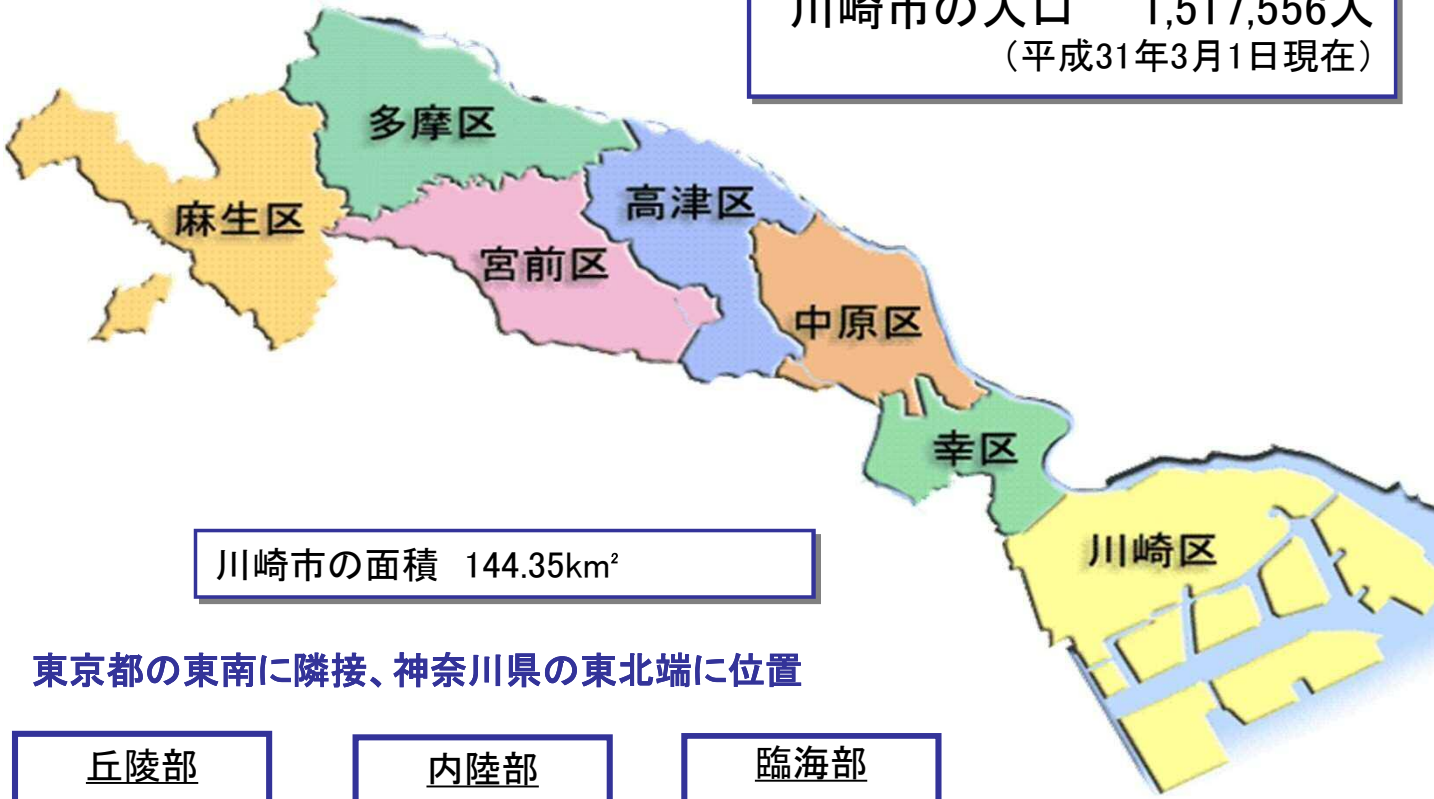 川崎市の人口 1,517,556人
（平成31年3月1日現在）
多摩区
麻生区
高津区
宮前区
中原区
幸区
川崎区
川崎市の面積 144.35km²
東京都の東南に隣接、神奈川県の東北端に位置
丘陵部 内陸部 臨海部